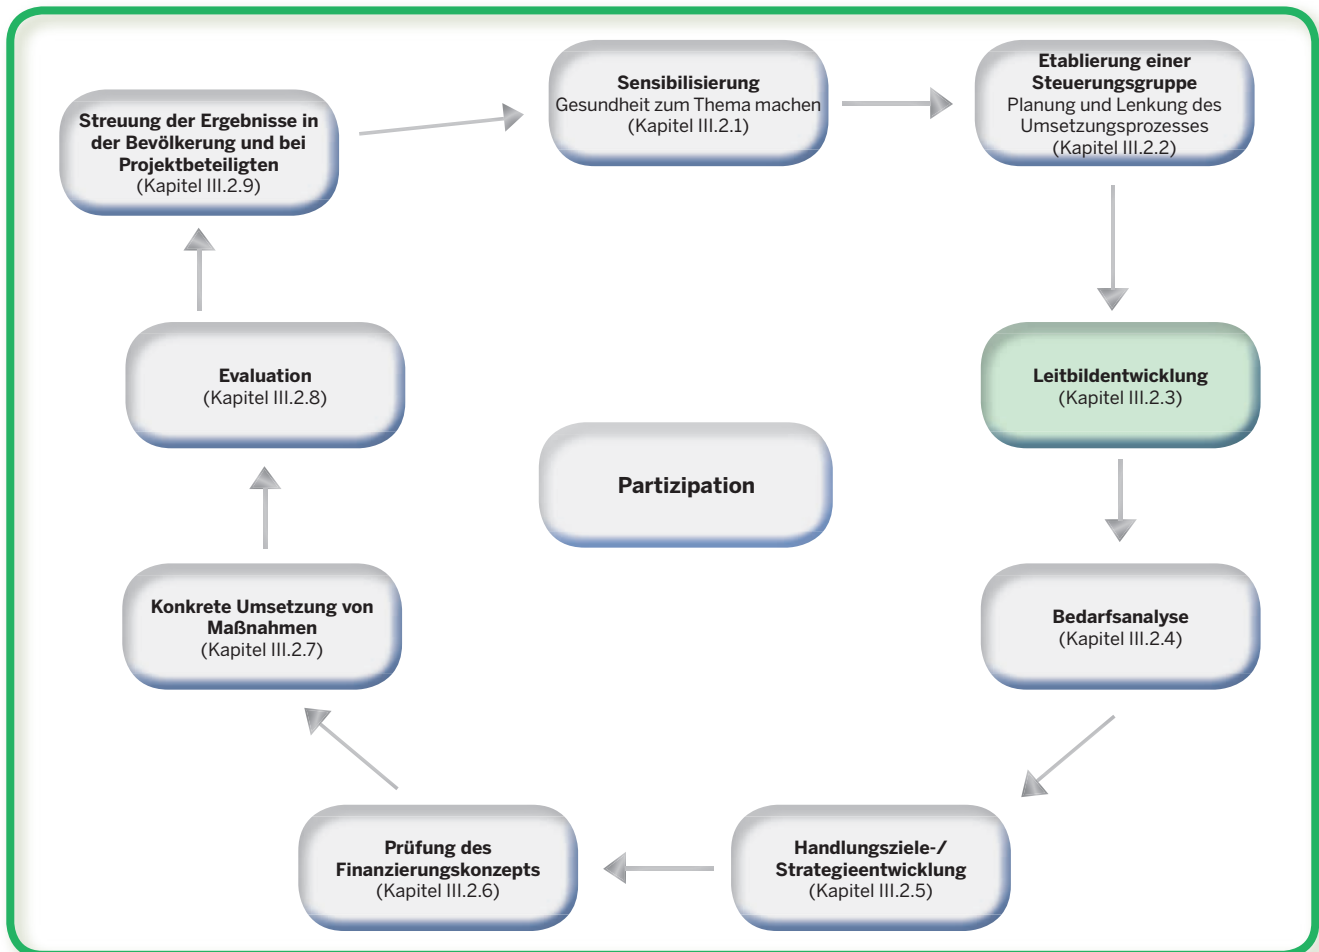 Sensibilisierung
Gesundheit zum Thema machen
(Kapitel III.2.1)
Etablierung einer
Steuerungsgruppe
Planung und Lenkung des
Umsetzungsprozesses
(Kapitel III.2.2)
Leitbildentwicklung
(Kapitel III.2.3)
Bedarfsanalyse
(Kapitel III.2.4)
Handlungsziele-/
Strategieentwicklung
(Kapitel III.2.5)
Prüfung des
Finanzierungskonzepts
(Kapitel III.2.6)
Konkrete Umsetzung von
Maßnahmen
(Kapitel III.2.7)
Evaluation
(Kapitel III.2.8)
Streuung der Ergebnisse in
der Bevölkerung und bei
Projektbeteiligten
(Kapitel III.2.9)
Partizipation